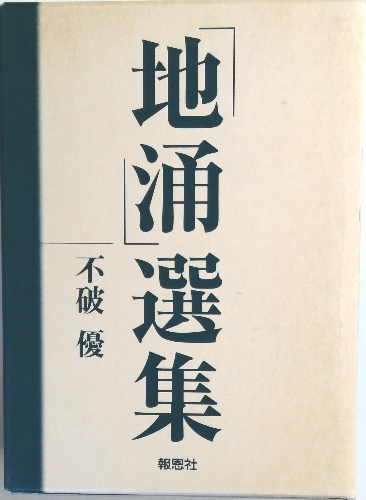 「地涌」選集
不破 優
報恩社